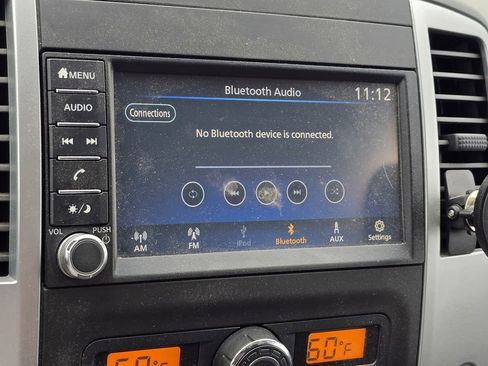 MENU
Bluetooth Audio
11:12
AUDIO
Connections
No Bluetooth device is connected.
VOL
PUSH
AM
FM
iPod
Bluetooth
AUX
Settings
60°F
60°F